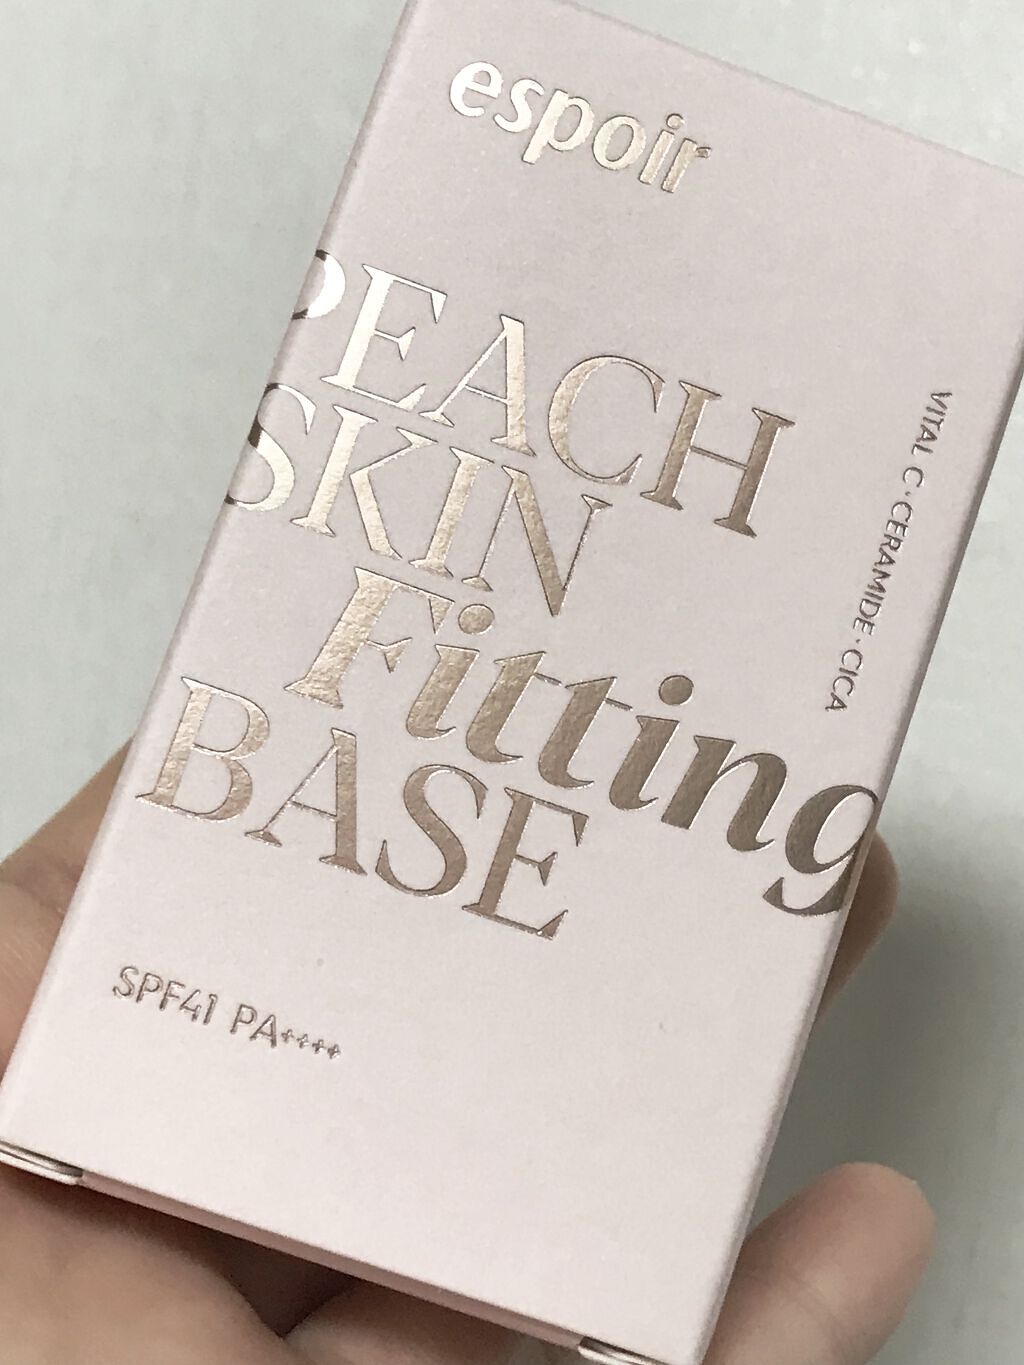 espoir
PEACH
SKIN
Fitting
BASE
VITAL C · CERAMIDE · CICA
SPF41 PA++++